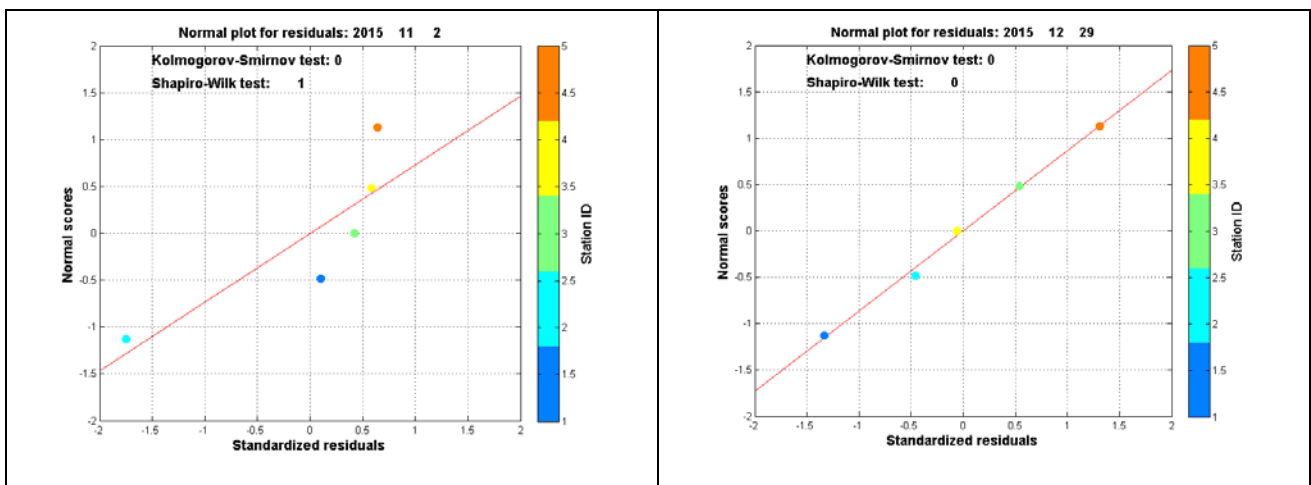 Normal plot for residuals: 2015 11 2
Kolmogorov-Smirnov test: 0
Shapiro-Wilk test: 1
2
1.5
1
0.5
0
-0.5
-1
-1.5
-2
Normal scores
-2 -1.5 -1 -0.5 0 0.5 1 1.5 2
Standardized residuals
5
4.5
4
3.5
3
2.5
2
1.5
1
Station ID
Normal plot for residuals: 2015 12 29
Kolmogorov-Smirnov test: 0
Shapiro-Wilk test: 0
2
1.5
1
0.5
0
-0.5
-1
-1.5
-2
Normal scores
-2 -1.5 -1 -0.5 0 0.5 1 1.5 2
Standardized residuals
5
4.5
4
3.5
3
2.5
2
1.5
1
Station ID